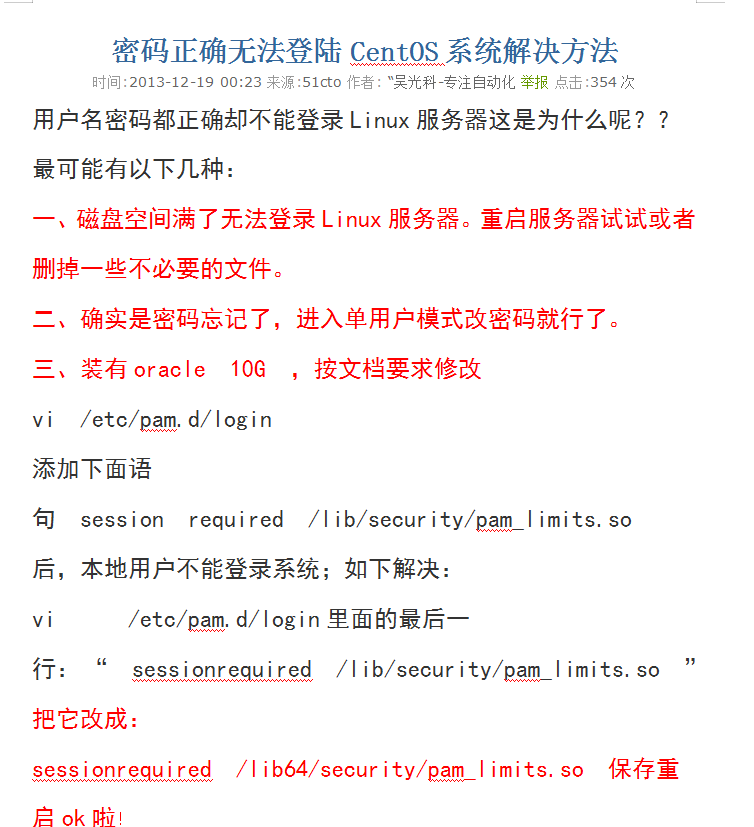 密码正确无法登陆 CentOS 系统解决方法
时间:2013-12-19 00:23 来源:51cto 作者: “吴光科-专注自动化 举报 点击:354 次
用户名密码都正确却不能登录 Linux 服务器这是为什么呢？？
最可能有以下几种：
一、磁盘空间满了无法登录 Linux 服务器。重启服务器试试或者
删掉一些不必要的文件。
二、确实是密码忘记了，进入单用户模式改密码就行了。
三、装有 oracle 10G ，按文档要求修改
vi /etc/pam.d/login
添加下面语
句 session required /lib/security/pam_limits.so
后，本地用户不能登录系统；如下解决：
vi /etc/pam.d/login 里面的最后一
行：“ sessionrequired /lib/security/pam_limits.so ”
把它改成：
sessionrequired /lib64/security/pam_limits.so 保存重
启 ok 啦!